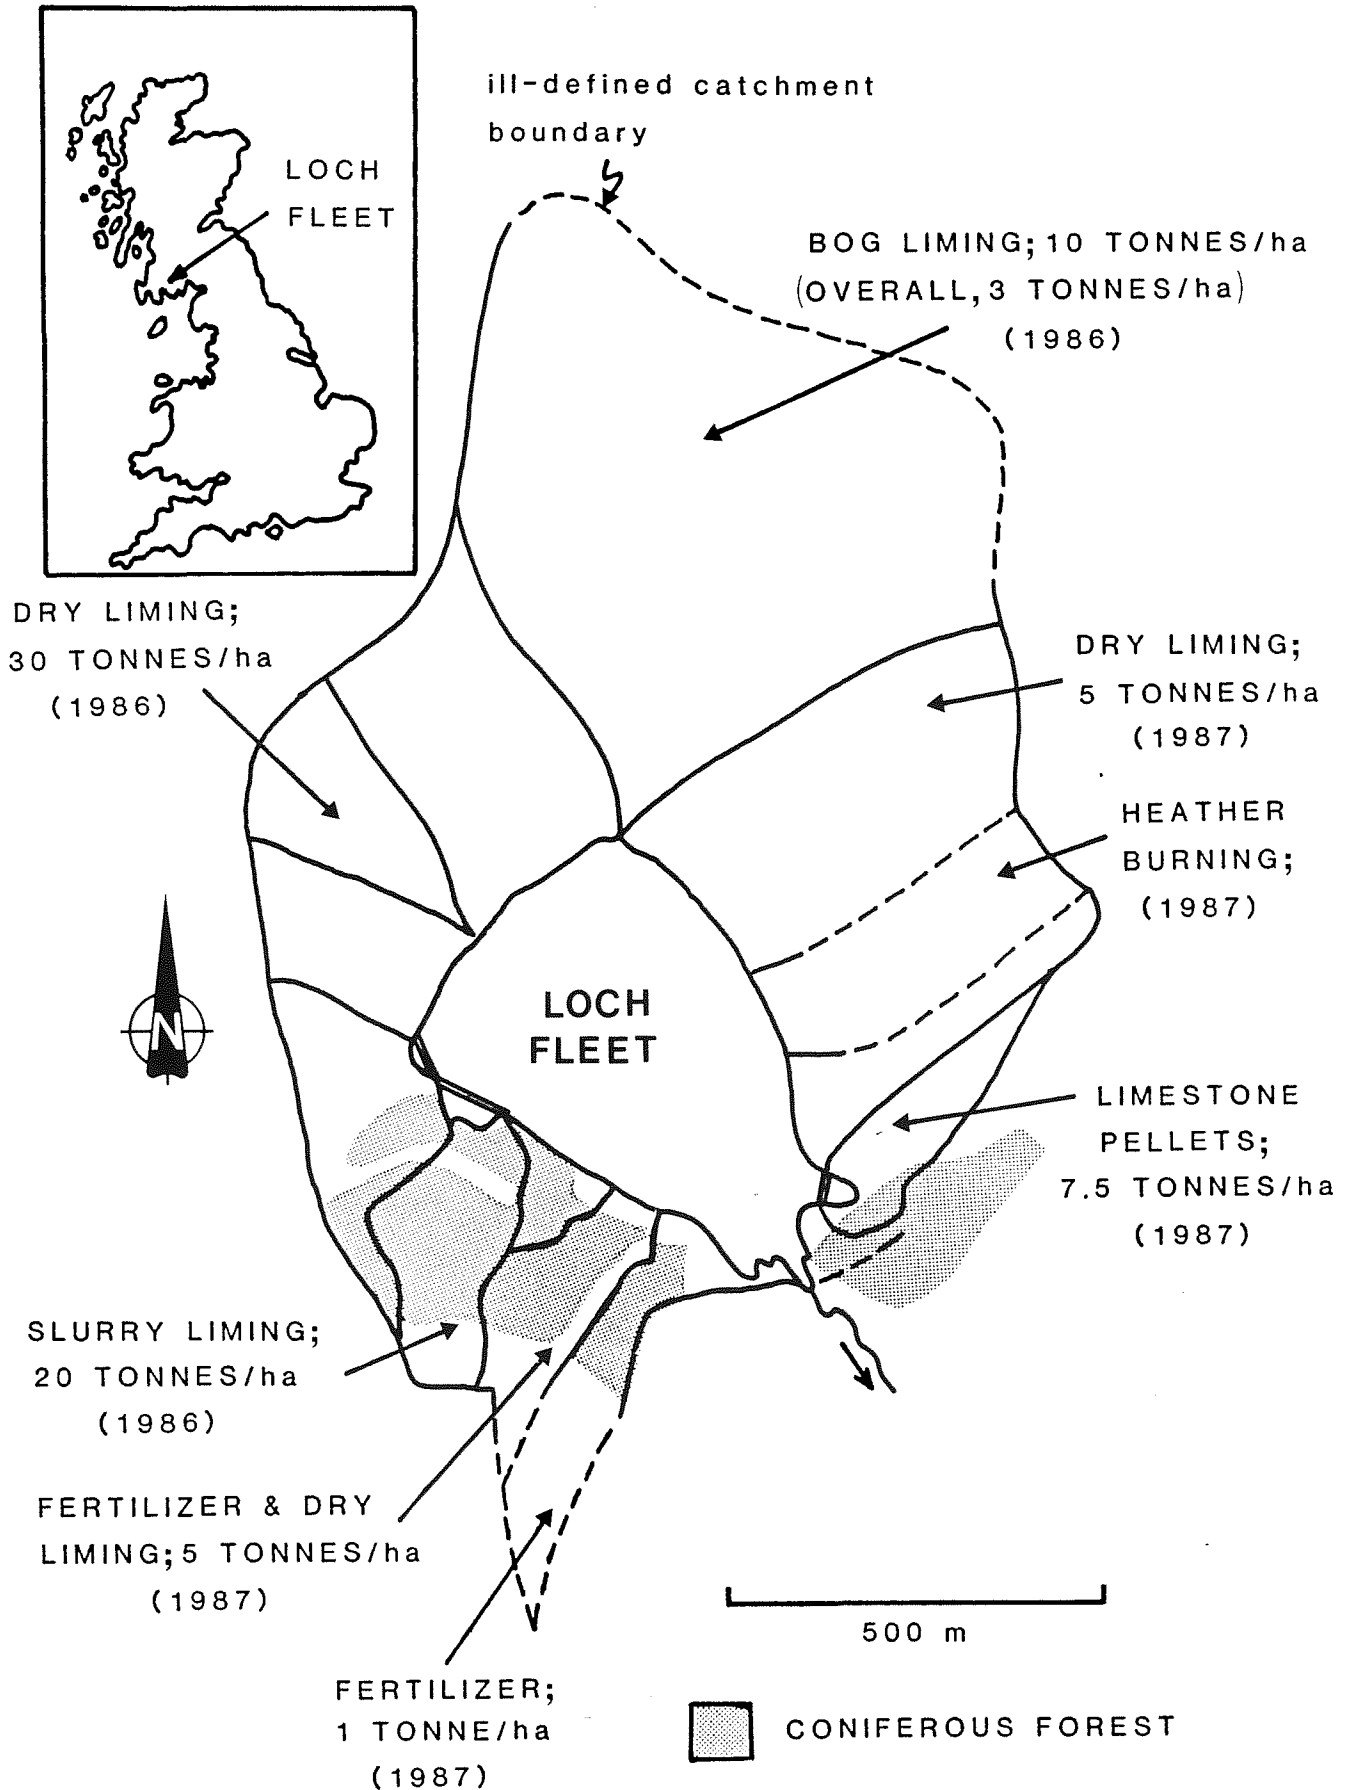 ill-defined catchment
boundary
LOCH
FLEET
BOG LIMING; 10 TONNES/ha
(OVERALL, 3 TONNES/ha)
(1986)
DRY LIMING;
30 TONNES/ha
(1986)
DRY LIMING;
5 TONNES/ha
(1987)
HEATHER
BURNING;
(1987)
N
LOCH
FLEET
LIMESTONE
PELLETS;
7.5 TONNES/ha
(1987)
SLURRY LIMING;
20 TONNES/ha
(1986)
FERTILIZER & DRY
LIMING; 5 TONNES/ha
(1987)
500 m
FERTILIZER;
1 TONNE/ha
(1987)
CONIFEROUS FOREST